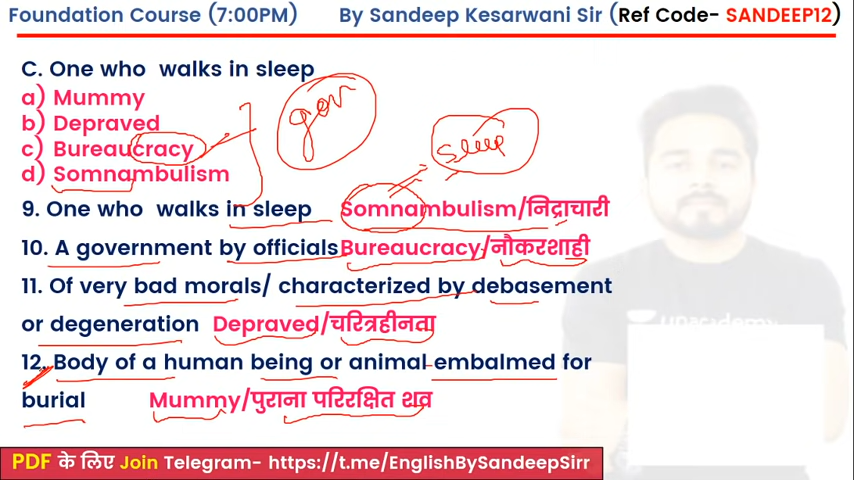 Foundation Course (7:00PM) By Sandeep Kesarwani Sir (Ref Code- SANDEEP12)
C. One who walks in sleep
a) Mummy
b) Depraved
c) Bureaucracy
d) Somnambulism
gov
sleep
9. One who walks in sleep Somnambulism/निद्राचारी
10. A government by officials Bureaucracy/नौकरशाही
11. Of very bad morals/ characterized by debasement
or degeneration Depraved/चरित्रहीनता
12. Body of a human being or animal embalmed for
burial Mummy/पुराना परिरक्षित शव
unacademy
PDF के लिए Join Telegram- https://t.me/EnglishBySandeepSirr